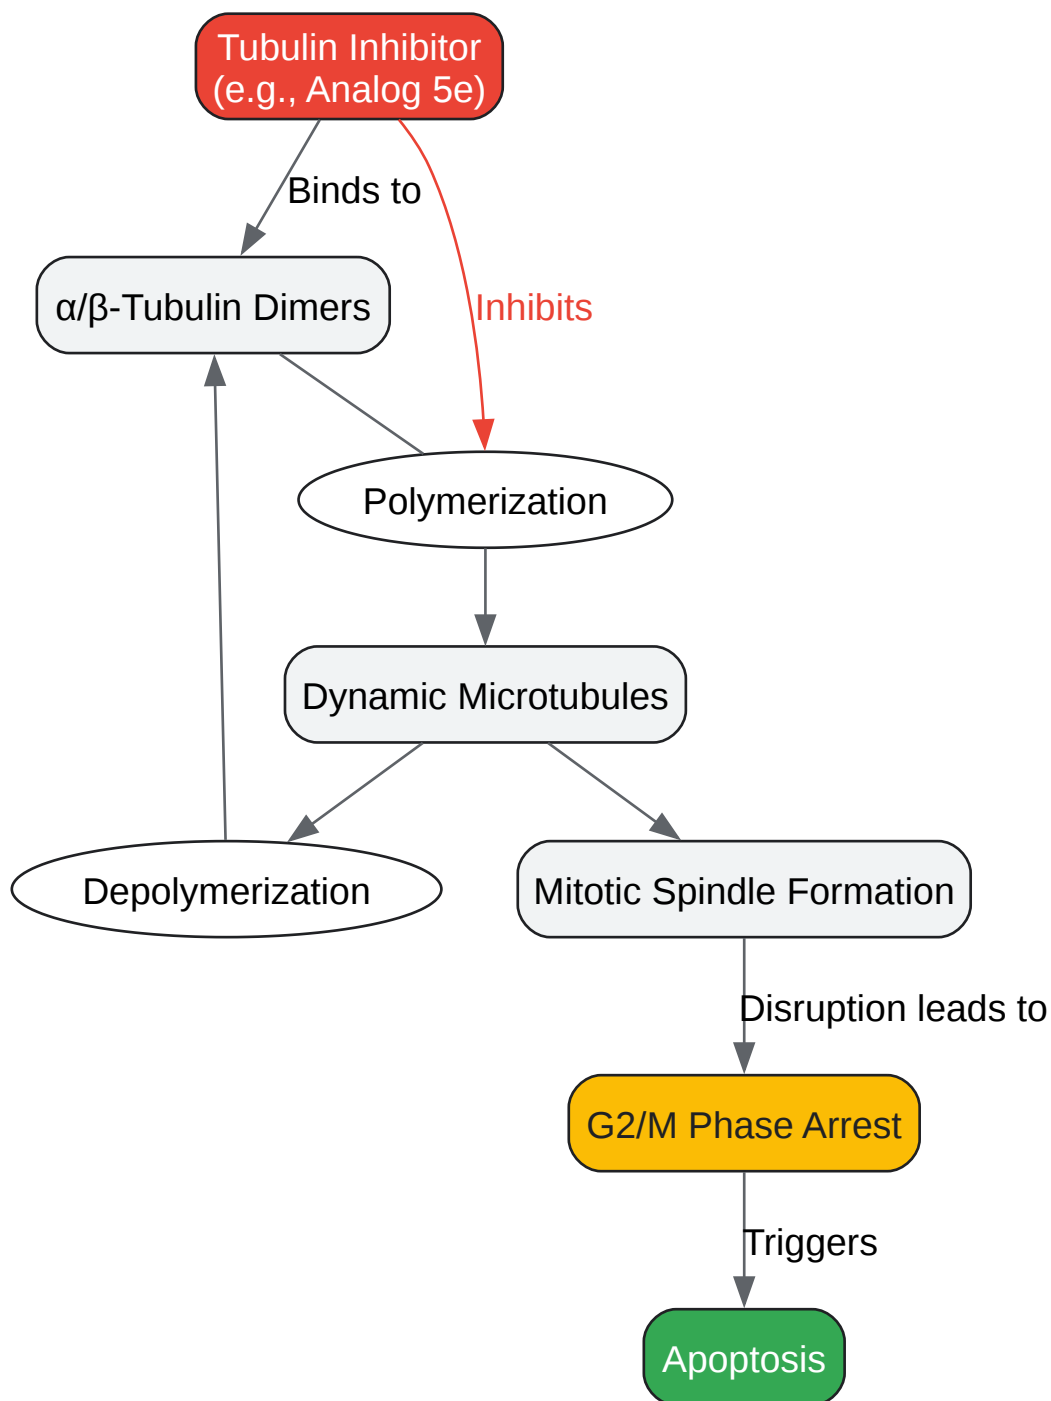 Tubulin Inhibitor
(e.g., Analog 5e)
Binds to
α/β-Tubulin Dimers
Inhibits
Polymerization
Dynamic Microtubules
Depolymerization
Mitotic Spindle Formation
Disruption leads to
G2/M Phase Arrest
Triggers
Apoptosis